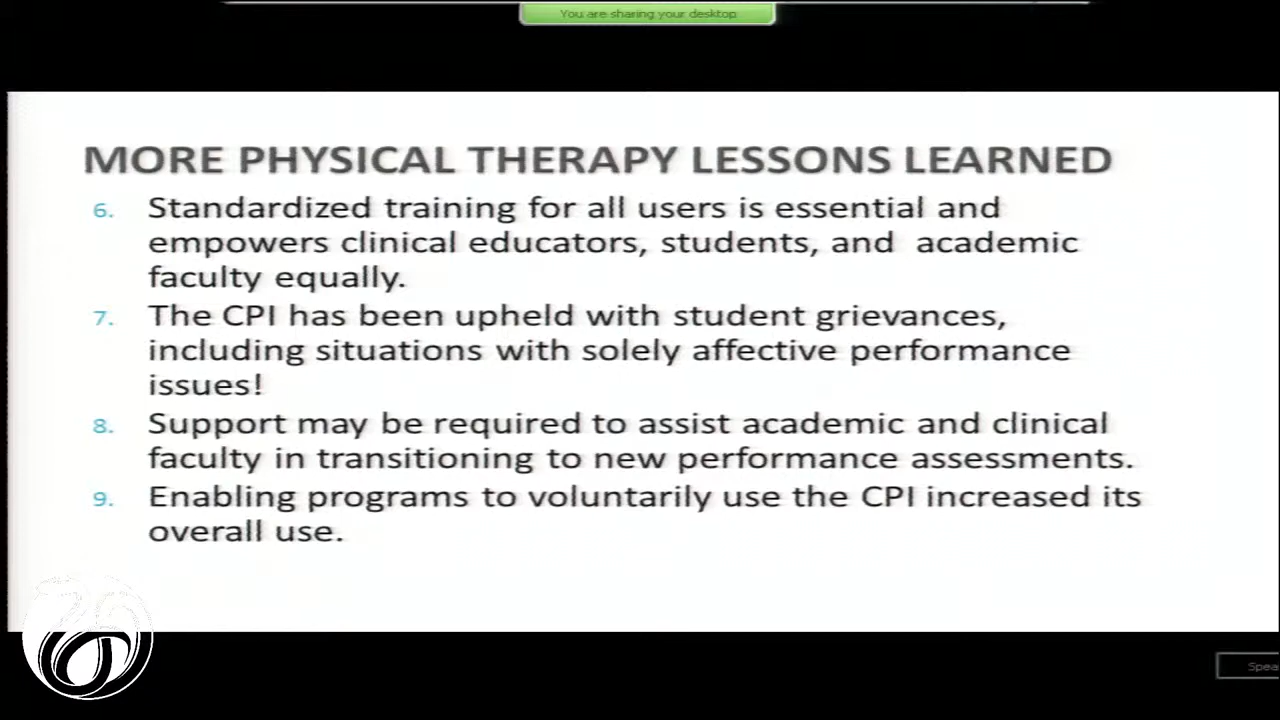 You are sharing your desktop
MORE PHYSICAL THERAPY LESSONS LEARNED
6. Standardized training for all users is essential and
empowers clinical educators, students, and academic
faculty equally.
7. The CPI has been upheld with student grievances,
including situations with solely affective performance
issues!
8. Support may be required to assist academic and clinical
faculty in transitioning to new performance assessments.
9. Enabling programs to voluntarily use the CPI increased its
overall use.
Spea